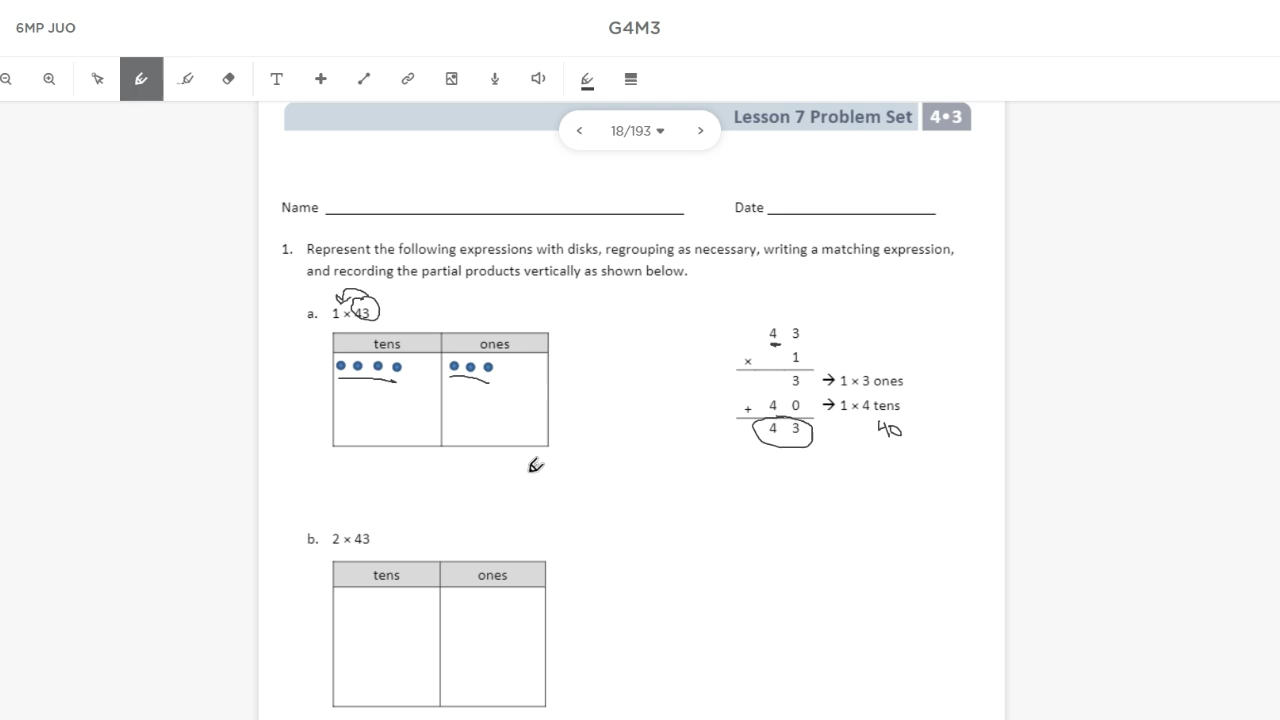 6MP JUO
G4M3
Lesson 7 Problem Set 4•3
18/193
Name
Date
1. Represent the following expressions with disks, regrouping as necessary, writing a matching expression,
and recording the partial products vertically as shown below.
a. 1 × 43
tens ones
4 3
× 1
3 → 1 × 3 ones
+ 4 0 → 1 × 4 tens
4 3
40
b. 2 × 43
tens ones